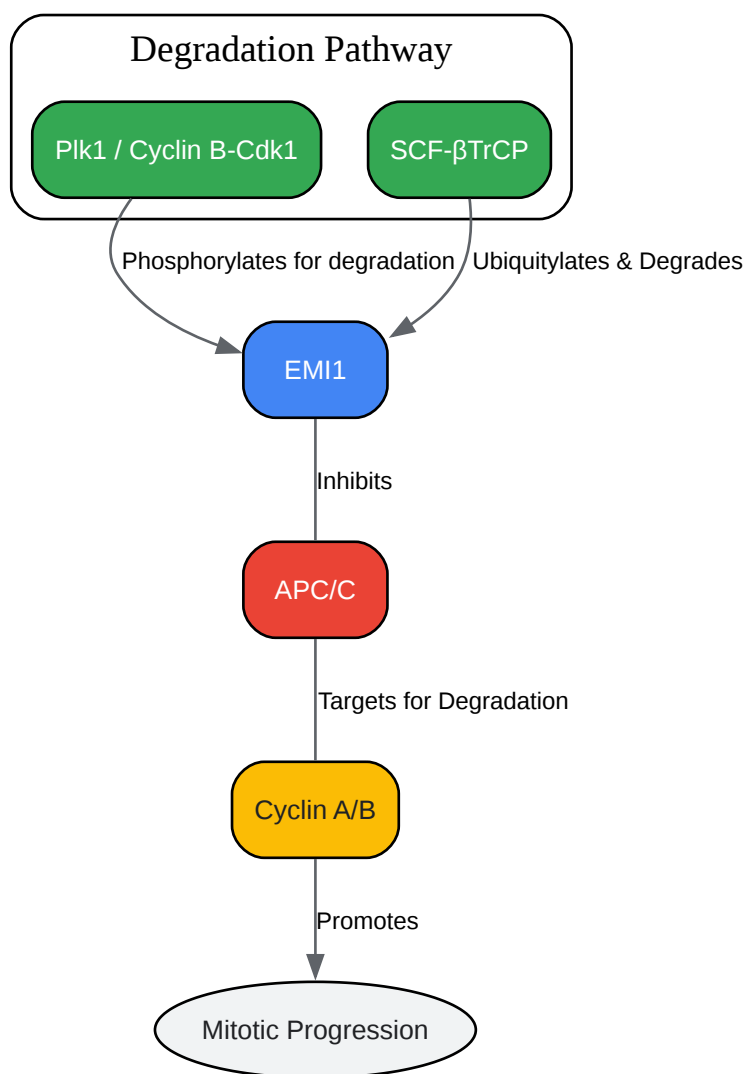 Degradation Pathway
Plk1 / Cyclin B-Cdk1
SCF-βTrCP
Phosphorylates for degradation
Ubiquitylates & Degrades
EMI1
Inhibits
APC/C
Targets for Degradation
Cyclin A/B
Promotes
Mitotic Progression